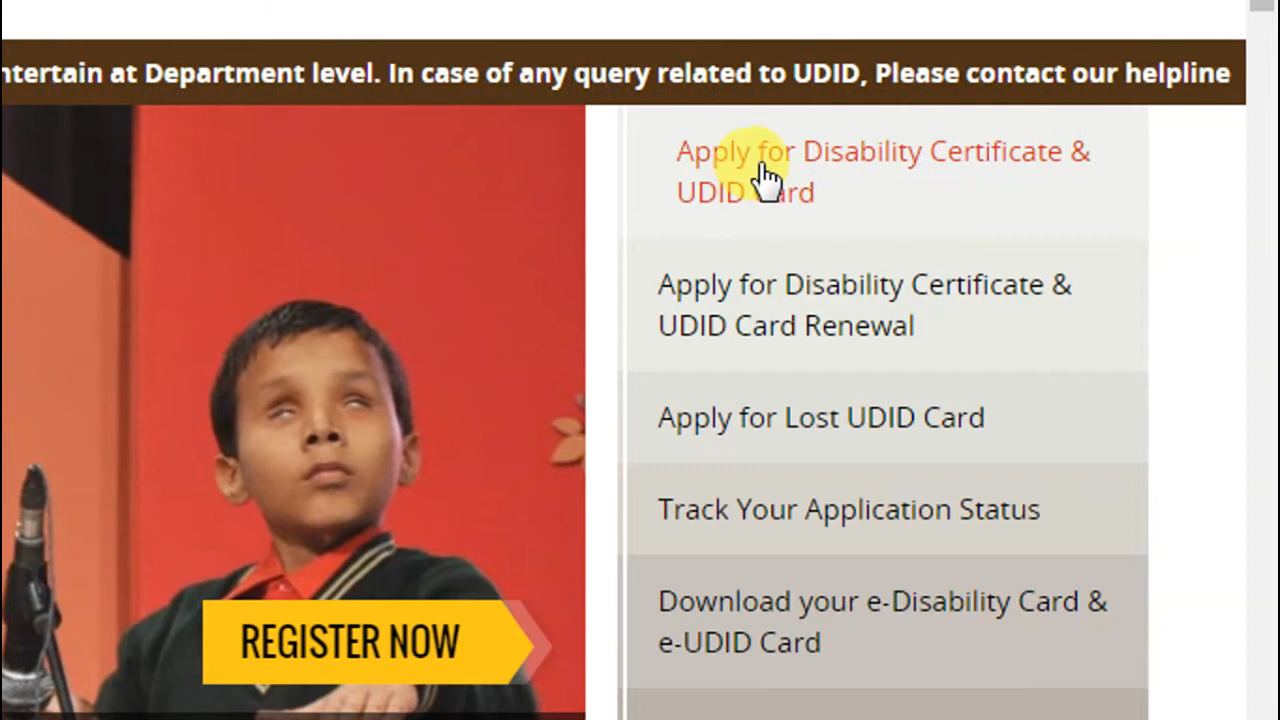 ntertain at Department level. In case of any query related to UDID, Please contact our helpline
Apply for Disability Certificate &
UDID Card
Apply for Disability Certificate &
UDID Card Renewal
Apply for Lost UDID Card
Track Your Application Status
Download your e-Disability Card &
e-UDID Card
REGISTER NOW